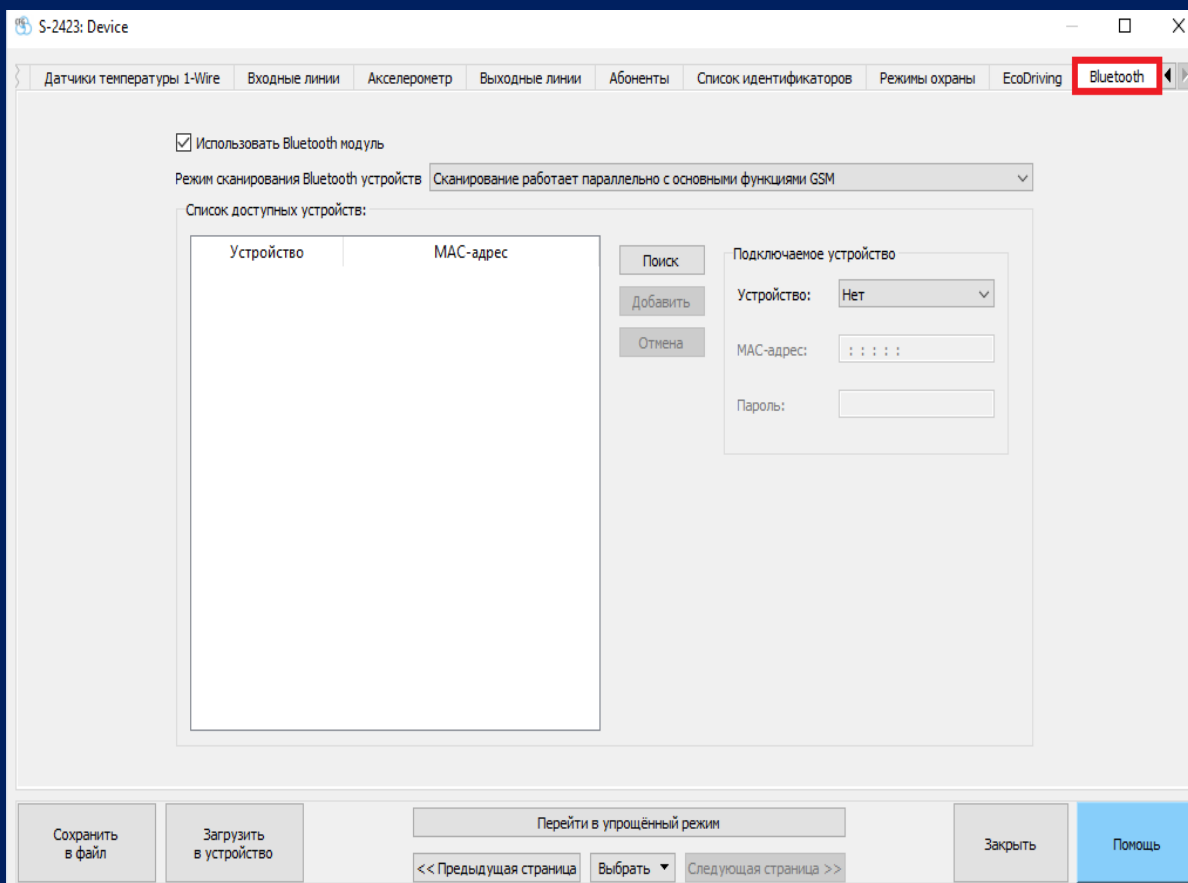 S-2423: Device
Датчики температуры 1-Wire Входные линии Акселерометр Выходные линии Абоненты Список идентификаторов Режимы охраны EcoDriving Bluetooth
Использовать Bluetooth модуль
Режим сканирования Bluetooth устройств Сканирование работает параллельно с основными функциями GSM
Список доступных устройств:
Устройство MAC-адрес
Поиск
Добавить
Отмена
Подключаемое устройство
Устройство: Нет
MAC-адрес: : : : : :
Пароль:
Сохранить
в файл
Загрузить
в устройство
Перейти в упрощённый режим
<< Предыдущая страница Выбрать Следующая страница >>
Закрыть
Помощь